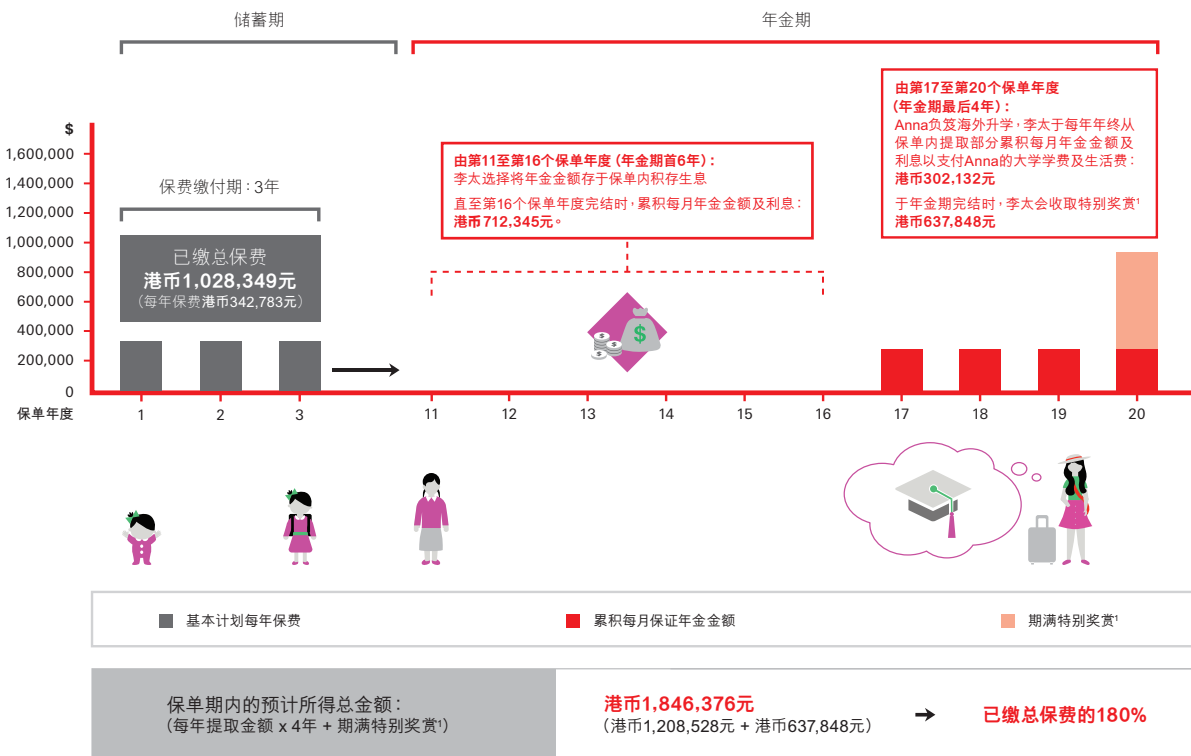 储蓄期
年金期
$
1,600,000
1,400,000
1,200,000
1,000,000
800,000
600,000
400,000
200,000
0
保费缴付期：3年
已缴总保费
港币1,028,349元
（每年保费港币342,783元）
由第11至第16个保单年度（年金期首6年）：
李太选择将年金金额存于保单内积存生息
直至第16个保单年度完结时，累积每月年金金额及利息：
港币712,345元。
由第17至第20个保单年度
（年金期最后4年）：
Anna负笈海外升学，李太于每年年终从
保单内提取部分累积每月年金金额及
利息以支付Anna的大学学费及生活费：
港币302,132元
于年金期完结时，李太会收取特别奖赏¹
港币637,848元
$
保单年度
1 2 3 11 12 13 14 15 16 17 18 19 20
基本计划每年保费
累积每月保证年金金额
期满特别奖赏¹
保单期内的预计所得总金额：
（每年提取金额 x 4年 + 期满特别奖赏¹）
港币1,846,376元
（港币1,208,528元 + 港币637,848元）
已缴总保费的180%